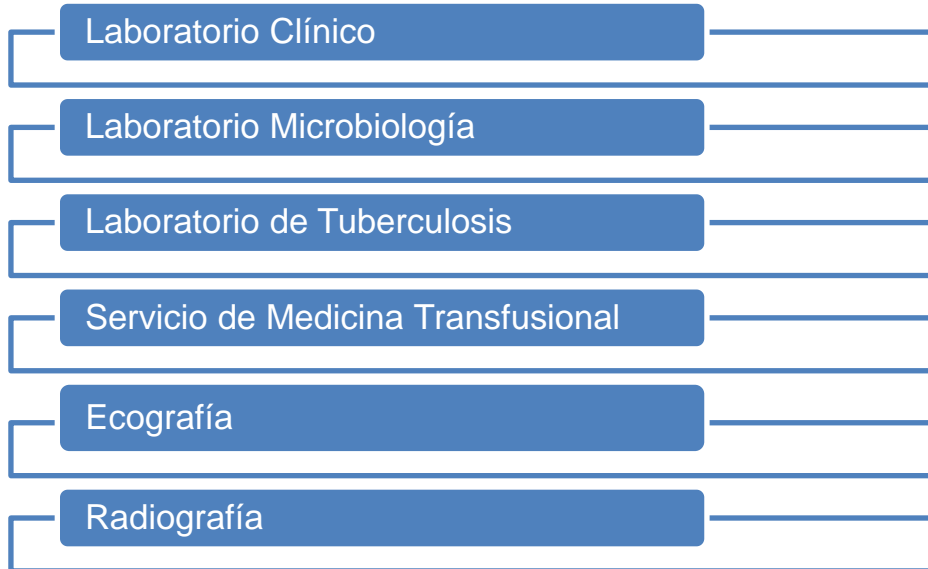 Laboratorio Clínico
Laboratorio Microbiología
Laboratorio de Tuberculosis
Servicio de Medicina Transfusional
Ecografía
Radiografía